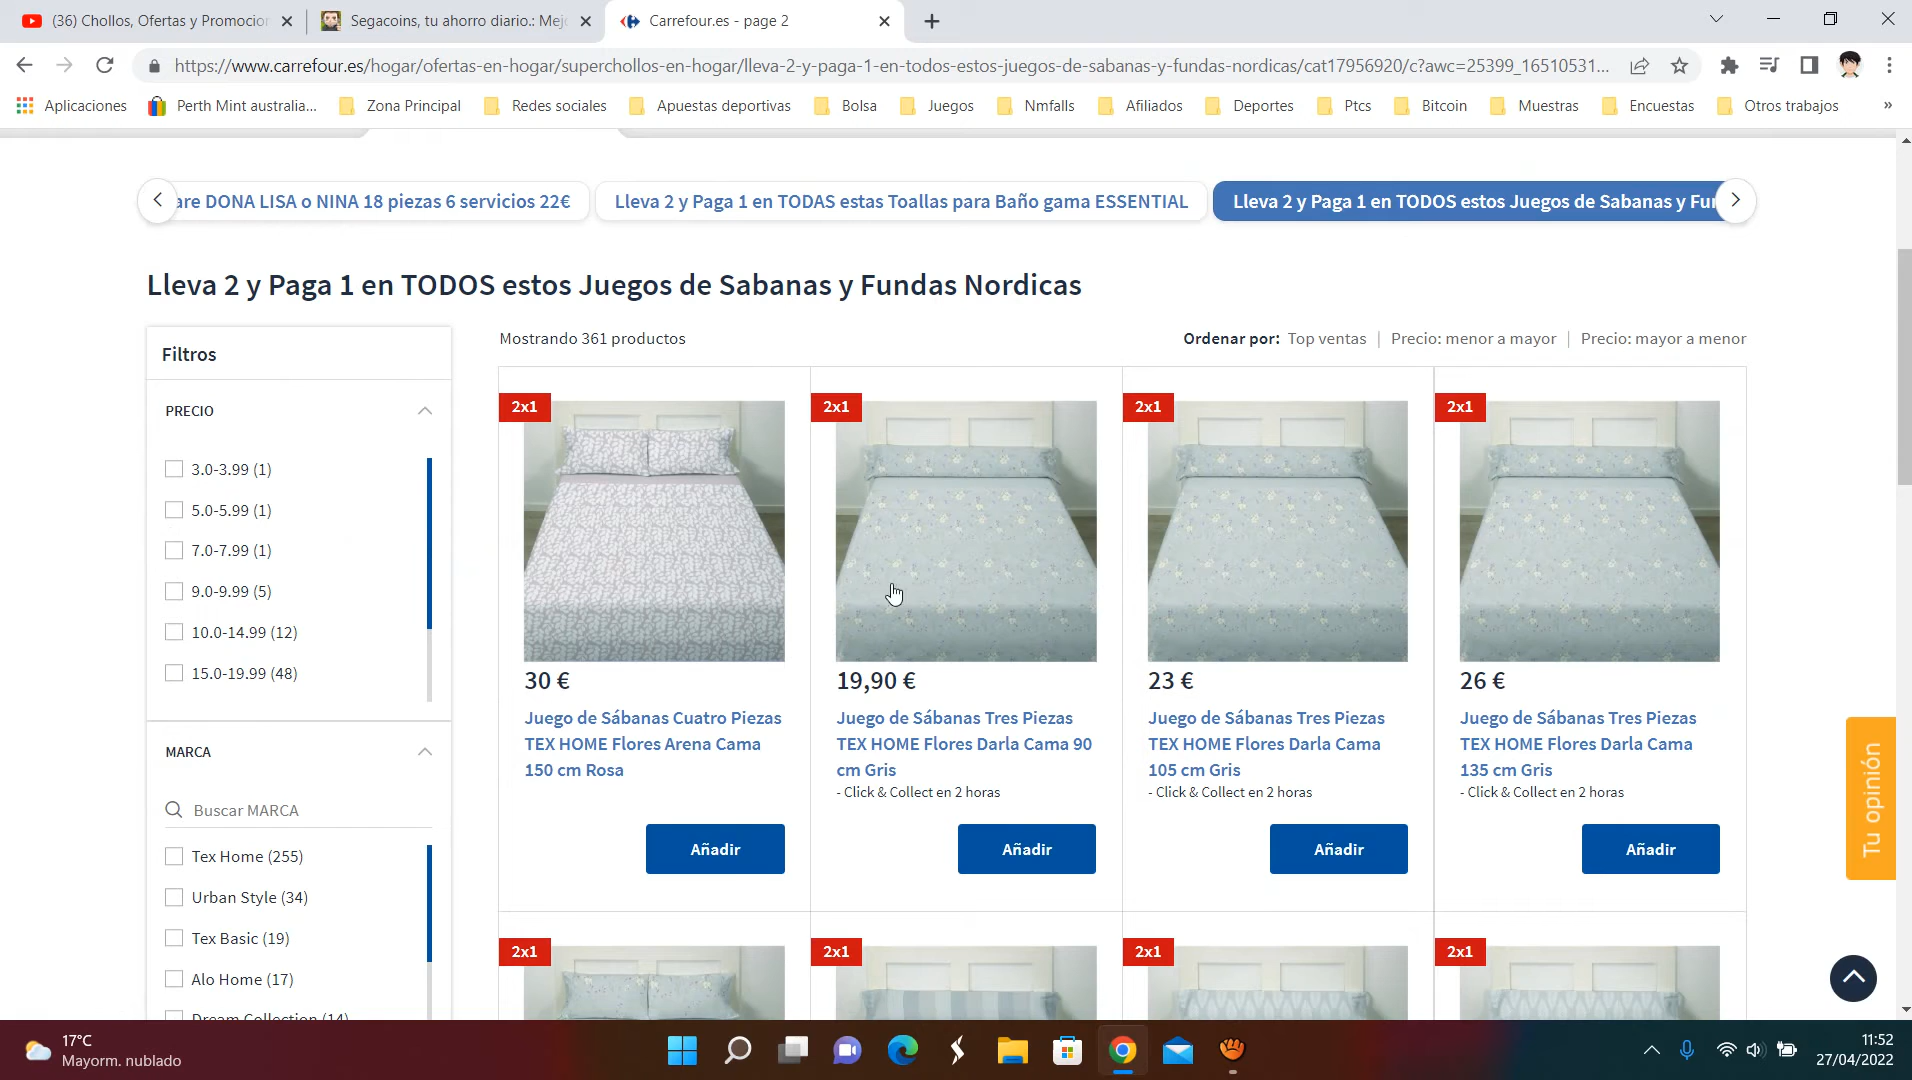 (36) Chollos, Ofertas y Promocion
Segacoins, tu ahorro diario.: Mejo
Carrefour.es - page 2
https://www.carrefour.es/hogar/ofertas-en-hogar/superchollos-en-hogar/lleva-2-y-paga-1-en-todos-estos-juegos-de-sabanas-y-fundas-nordicas/cat17956920/c?awc=25399_16510531...
Aplicaciones
Perth Mint australia...
Zona Principal
Redes sociales
Apuestas deportivas
Bolsa
Juegos
Nmfalls
Afiliados
Deportes
Ptcs
Bitcoin
Muestras
Encuestas
Otros trabajos
»
are DONA LISA o NINA 18 piezas 6 servicios 22€
Lleva 2 y Paga 1 en TODAS estas Toallas para Baño gama ESSENTIAL
Lleva 2 y Paga 1 en TODOS estos Juegos de Sabanas y Fun
Lleva 2 y Paga 1 en TODOS estos Juegos de Sabanas y Fundas Nordicas
Filtros
Mostrando 361 productos
Ordenar por: Top ventas | Precio: menor a mayor | Precio: mayor a menor
PRECIO
3.0-3.99 (1)
5.0-5.99 (1)
7.0-7.99 (1)
9.0-9.99 (5)
10.0-14.99 (12)
15.0-19.99 (48)
MARCA
Buscar MARCA
Tex Home (255)
Urban Style (34)
Tex Basic (19)
Alo Home (17)
Dream Collection (14)
2x1
30 €
Juego de Sábanas Cuatro Piezas
TEX HOME Flores Arena Cama
150 cm Rosa
Añadir
2x1
19,90 €
Juego de Sábanas Tres Piezas
TEX HOME Flores Darla Cama 90
cm Gris
- Click & Collect en 2 horas
Añadir
2x1
23 €
Juego de Sábanas Tres Piezas
TEX HOME Flores Darla Cama
105 cm Gris
- Click & Collect en 2 horas
Añadir
2x1
26 €
Juego de Sábanas Tres Piezas
TEX HOME Flores Darla Cama
135 cm Gris
- Click & Collect en 2 horas
Añadir
2x1
2x1
2x1
2x1
Tu opinión
17°C
Mayorm. nublado
11:52
27/04/2022